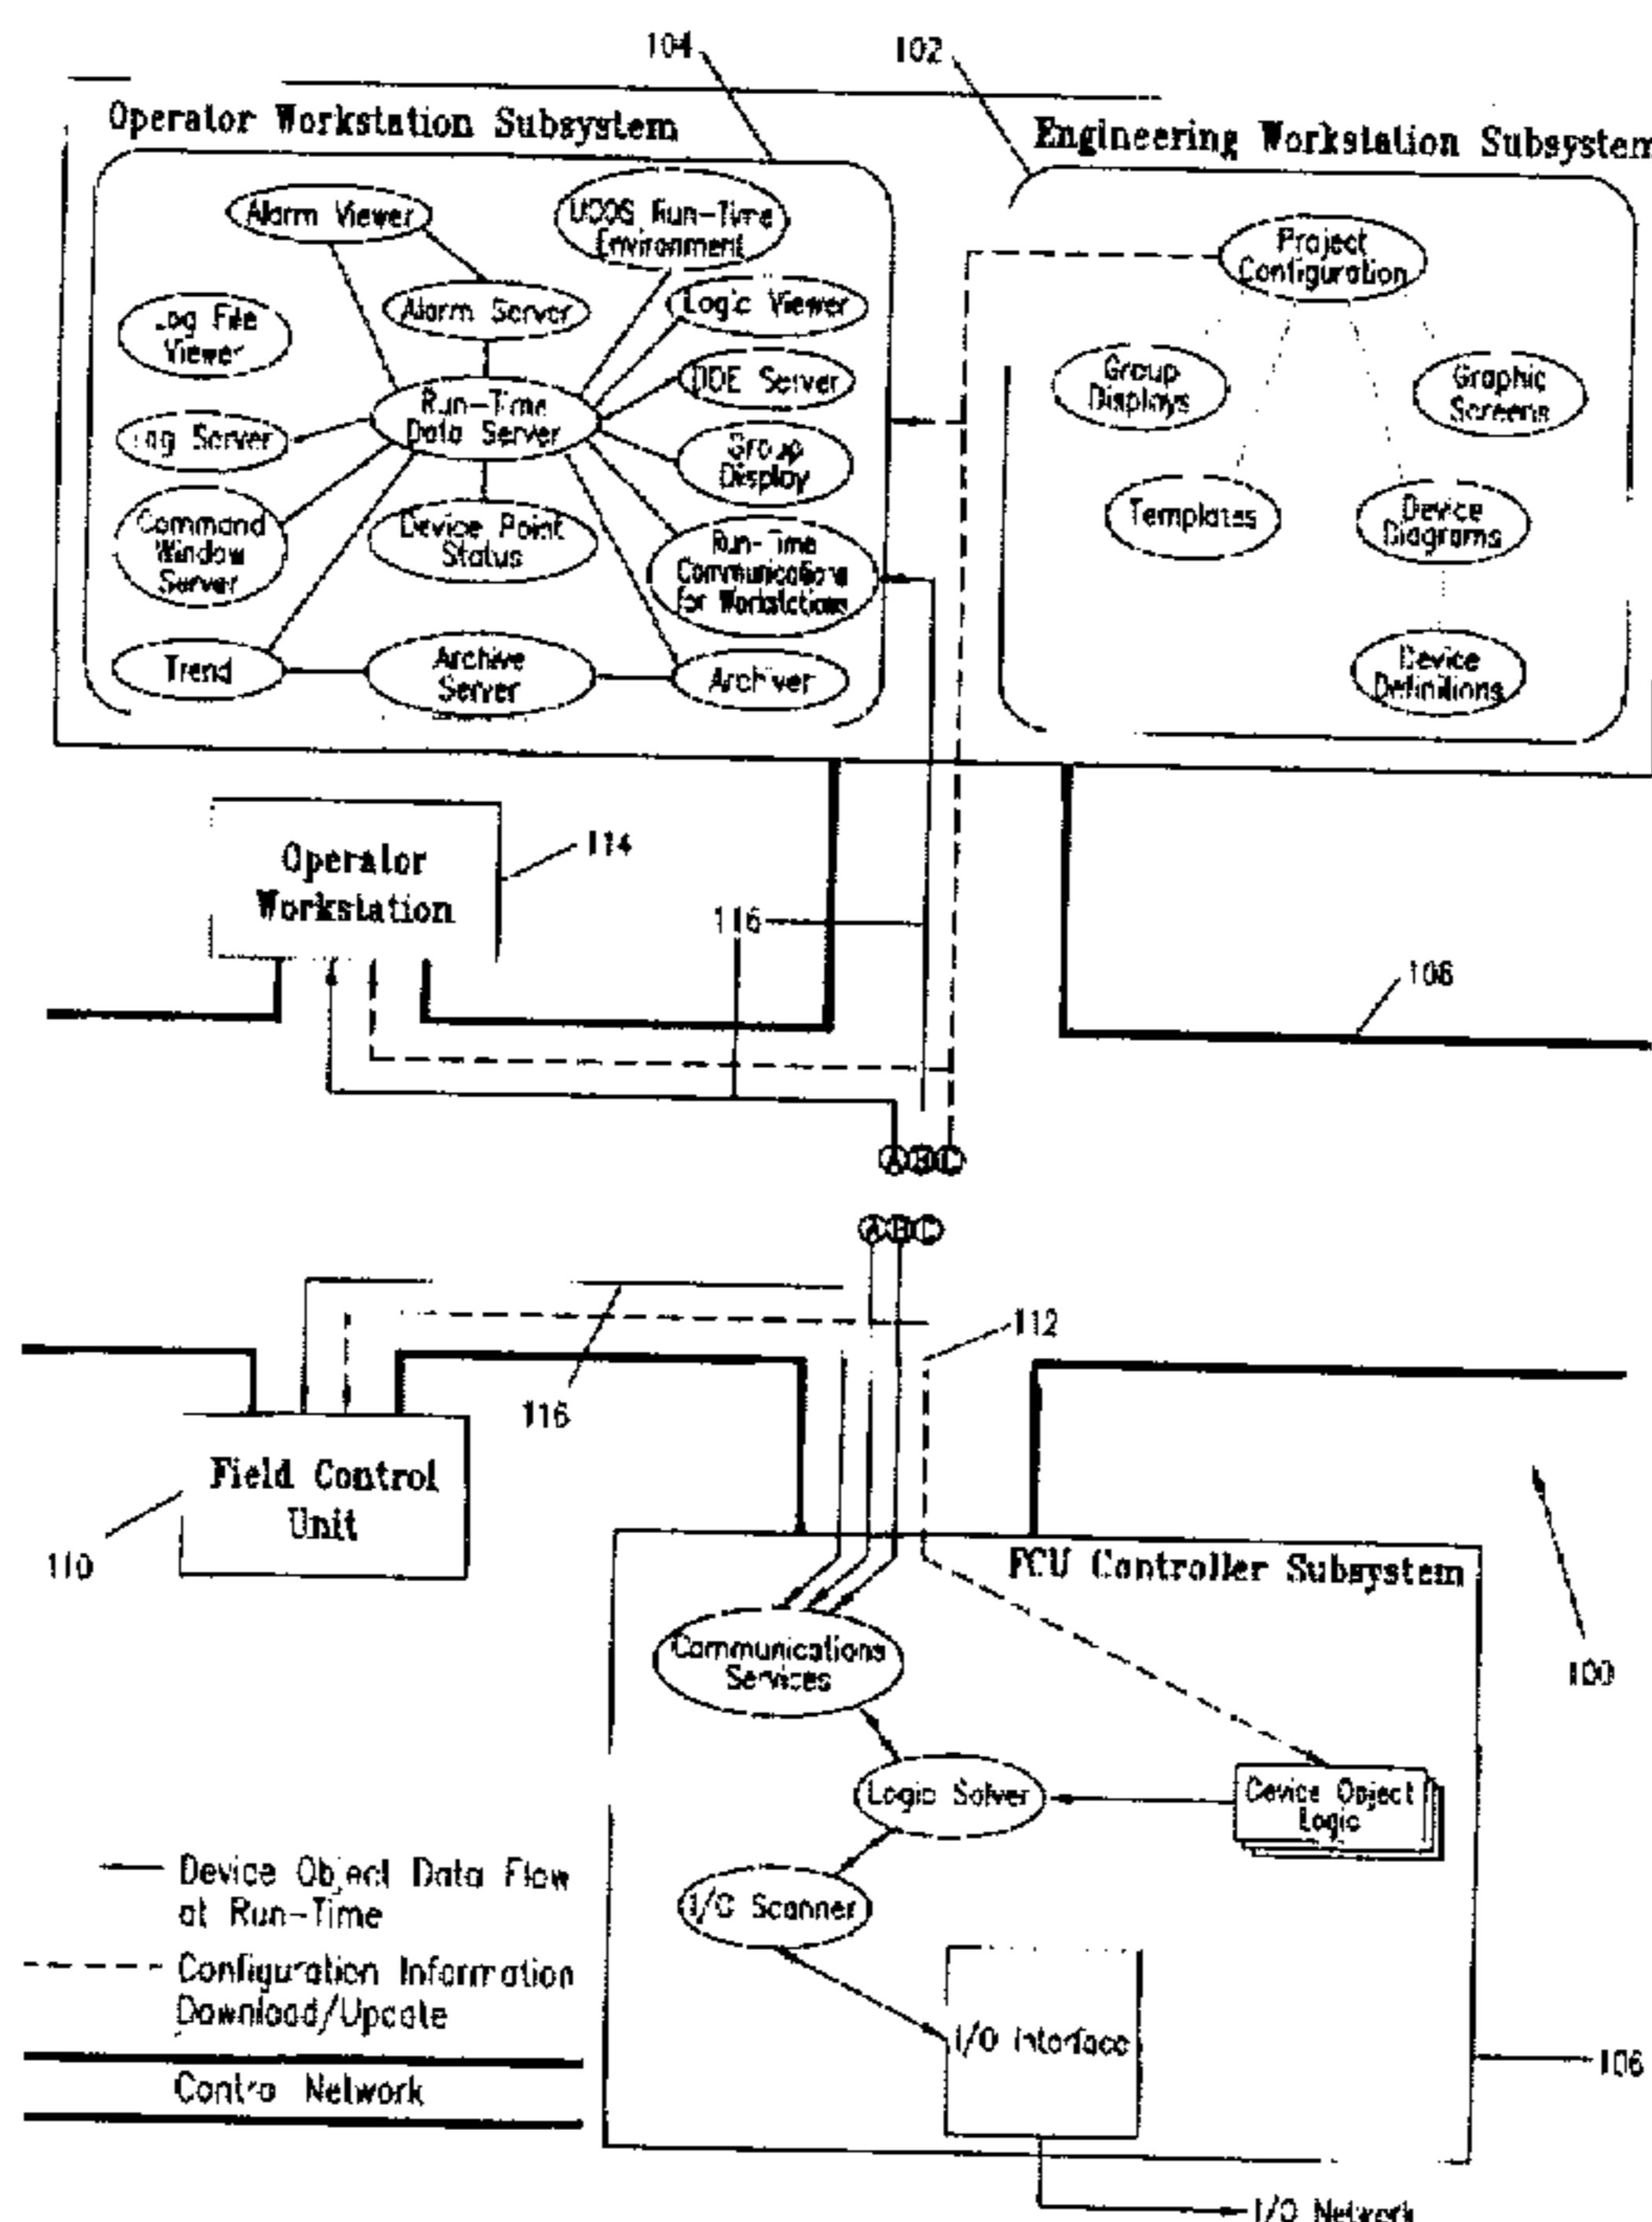 104
102
Operator Workstation Subsystem
Engineering Workstation Subsystem
Alarm Viewer
UCOS Run-Time
Environment
Project
Configuration
Alarm Server
Logic Viewer
Log File
Viewer
DDE Server
Group
Displays
Graphic
Screens
Run-Time
Data Server
Log Server
Group
Display
Templates
Device
Diagrams
Command
Window
Server
Device Point
Status
Run-Time
Communications
for Workstations
Device
Definitions
Trend
Archive
Server
Archiver
Operator
Workstation
114
116
108
A B C
A B C
112
116
Field Control
Unit
110
FCU Controller Subsystem
Communications
Services
100
Logic Solver
Device Object
Logic
Device Object Data Flow
at Run-Time
I/O Scanner
Configuration Information
Download/Update
I/O Interface
106
Control Network
I/O Network